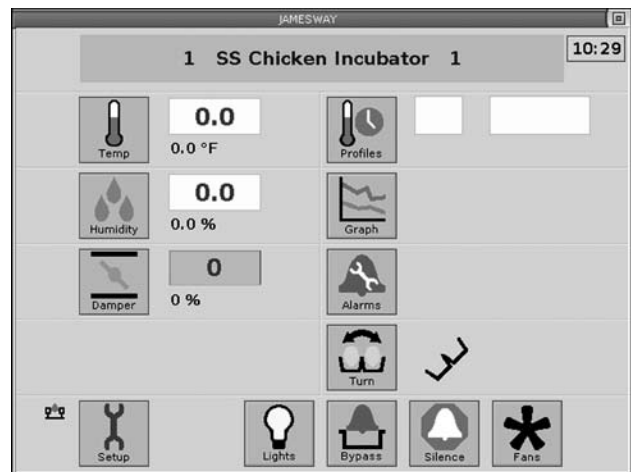 JAMESWAY
1 SS Chicken Incubator 1
10:29
Temp
0.0
0.0 °F
Profiles
Humidity
0.0
0.0 %
Graph
Damper
0
0 %
Alarms
Turn
Setup
Lights
Bypass
Silence
Fans